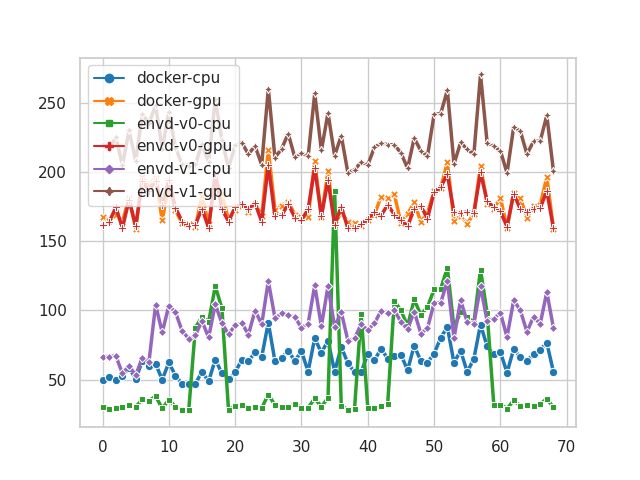 docker-cpu
docker-gpu
envd-v0-cpu
envd-v0-gpu
envd-v1-cpu
envd-v1-gpu
250
200
150
100
50
0 10 20 30 40 50 60 70